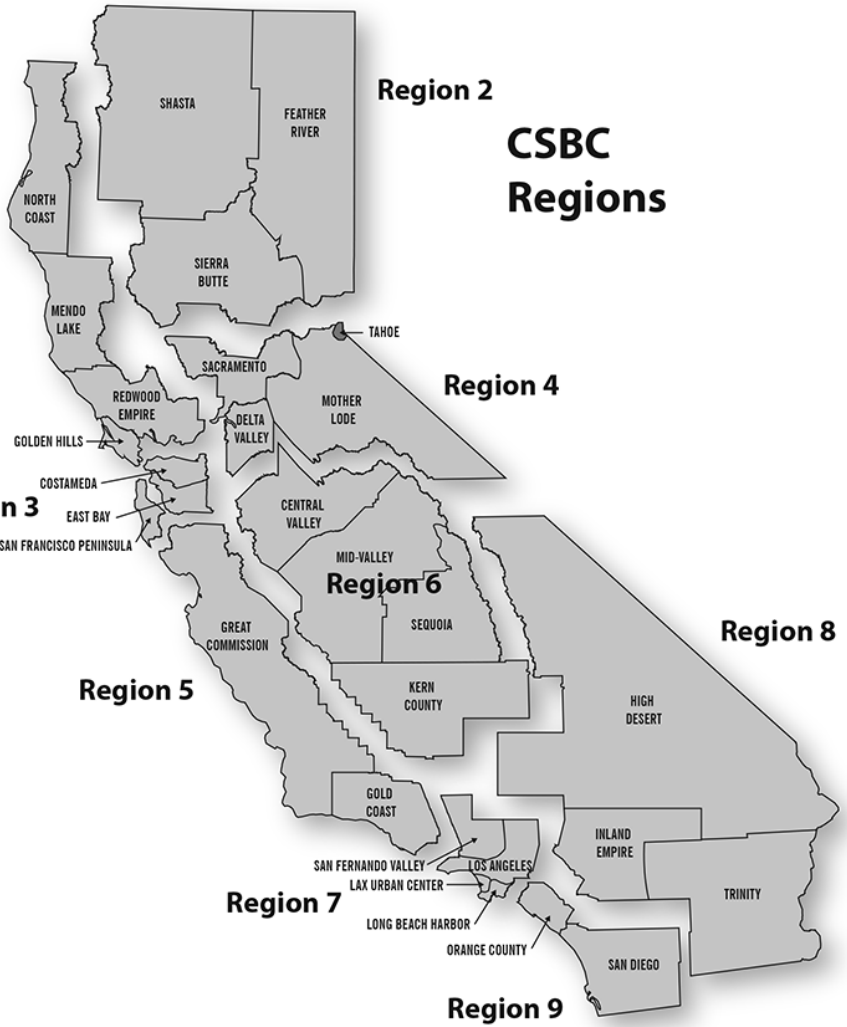 Region 2
CSBC
Regions
SHASTA
FEATHER
RIVER
NORTH
COAST
SIERRA
BUTTE
MENDO
LAKE
TAHOE
SACRAMENTO
Region 4
REDWOOD
EMPIRE
MOTHER
LODE
DELTA
VALLEY
GOLDEN HILLS
COSTAMEDA
n 3
EAST BAY
CENTRAL
VALLEY
SAN FRANCISCO PENINSULA
MID-VALLEY
Region 6
SEQUOIA
GREAT
COMMISSION
Region 8
Region 5
KERN
COUNTY
HIGH
DESERT
GOLD
COAST
INLAND
EMPIRE
SAN FERNANDO VALLEY
LOS ANGELES
LAX URBAN CENTER
TRINITY
Region 7
LONG BEACH HARBOR
ORANGE COUNTY
SAN DIEGO
Region 9